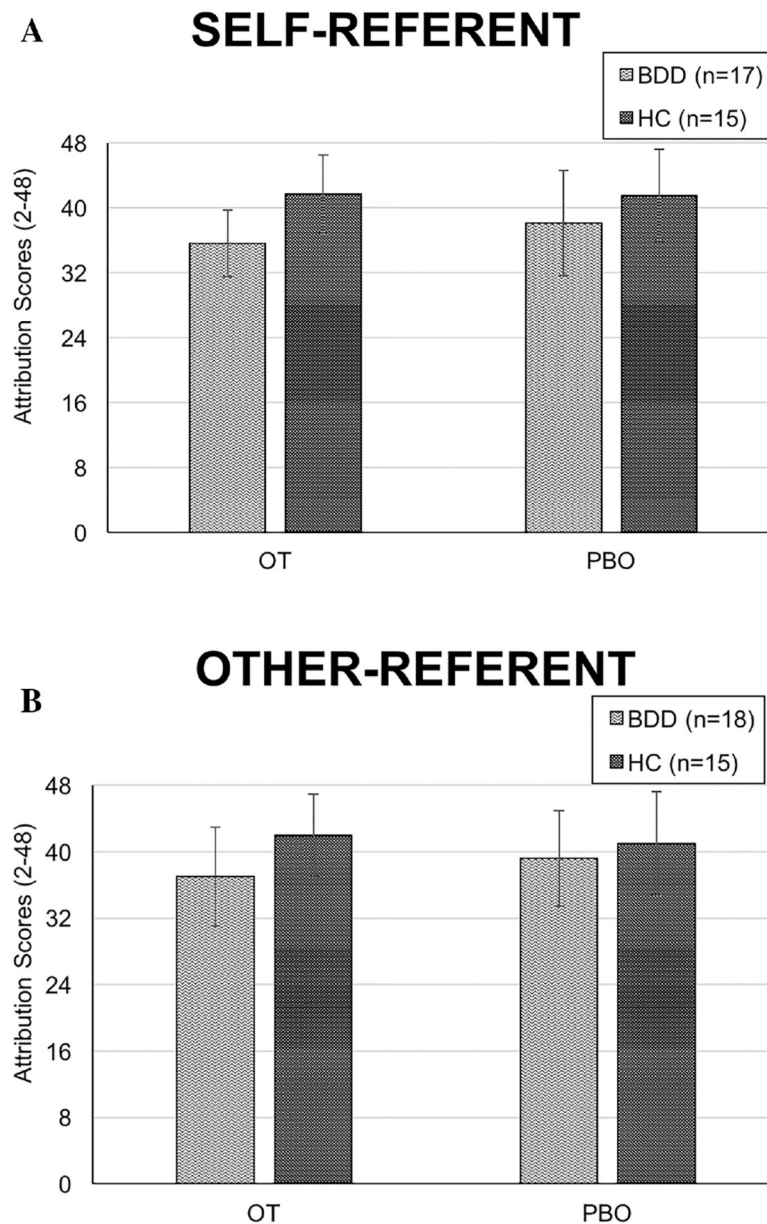 A
SELF-REFERENT
BDD (n=17)
HC (n=15)
Attribution Scores (2-48)
48
40
32
24
16
8
0
OT PBO
OTHER-REFERENT
B
BDD (n=18)
HC (n=15)
Attribution Scores (2-48)
48
40
32
24
16
8
0
OT PBO